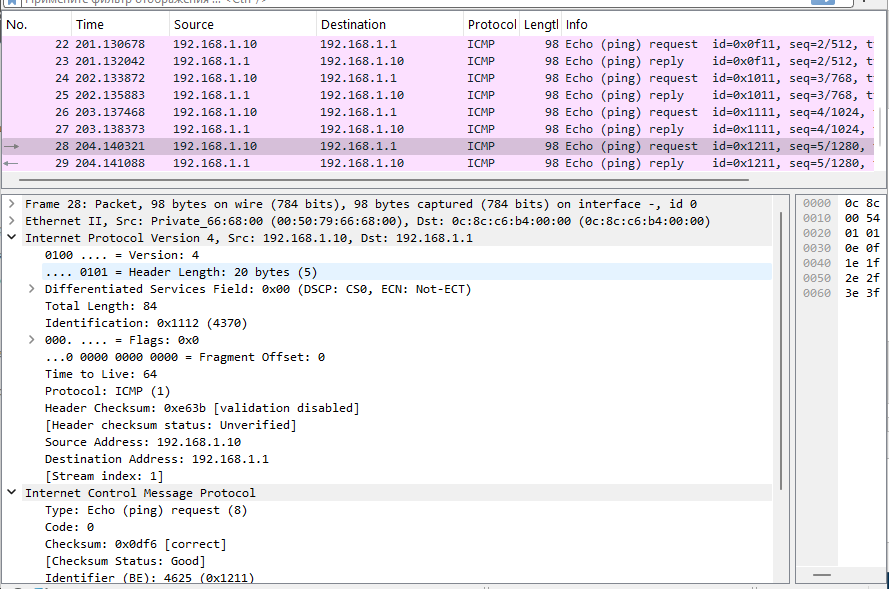 Примените фильтр отображения ... <Ctrl-/>
No. Time Source Destination Protocol Lengtl Info
22 201.130678 192.168.1.10 192.168.1.1 ICMP 98 Echo (ping) request id=0x0f11, seq=2/512, t
23 201.132042 192.168.1.1 192.168.1.10 ICMP 98 Echo (ping) reply id=0x0f11, seq=2/512, t
24 202.133872 192.168.1.10 192.168.1.1 ICMP 98 Echo (ping) request id=0x1011, seq=3/768, t
25 202.135883 192.168.1.1 192.168.1.10 ICMP 98 Echo (ping) reply id=0x1011, seq=3/768, t
26 203.137468 192.168.1.10 192.168.1.1 ICMP 98 Echo (ping) request id=0x1111, seq=4/1024,
27 203.138373 192.168.1.1 192.168.1.10 ICMP 98 Echo (ping) reply id=0x1111, seq=4/1024,
28 204.140321 192.168.1.10 192.168.1.1 ICMP 98 Echo (ping) request id=0x1211, seq=5/1280,
29 204.141088 192.168.1.1 192.168.1.10 ICMP 98 Echo (ping) reply id=0x1211, seq=5/1280,
Frame 28: Packet, 98 bytes on wire (784 bits), 98 bytes captured (784 bits) on interface -, id 0
Ethernet II, Src: Private_66:68:00 (00:50:79:66:68:00), Dst: 0c:8c:c6:b4:00:00 (0c:8c:c6:b4:00:00)
Internet Protocol Version 4, Src: 192.168.1.10, Dst: 192.168.1.1
0100 .... = Version: 4
.... 0101 = Header Length: 20 bytes (5)
Differentiated Services Field: 0x00 (DSCP: CS0, ECN: Not-ECT)
Total Length: 84
Identification: 0x1112 (4370)
000. .... = Flags: 0x0
...0 0000 0000 0000 = Fragment Offset: 0
Time to Live: 64
Protocol: ICMP (1)
Header Checksum: 0xe63b [validation disabled]
[Header checksum status: Unverified]
Source Address: 192.168.1.10
Destination Address: 192.168.1.1
[Stream index: 1]
Internet Control Message Protocol
Type: Echo (ping) request (8)
Code: 0
Checksum: 0x0df6 [correct]
[Checksum Status: Good]
Identifier (BE): 4625 (0x1211)
0000 0c 8c
0010 00 54
0020 01 01
0030 0e 0f
0040 1e 1f
0050 2e 2f
0060 3e 3f